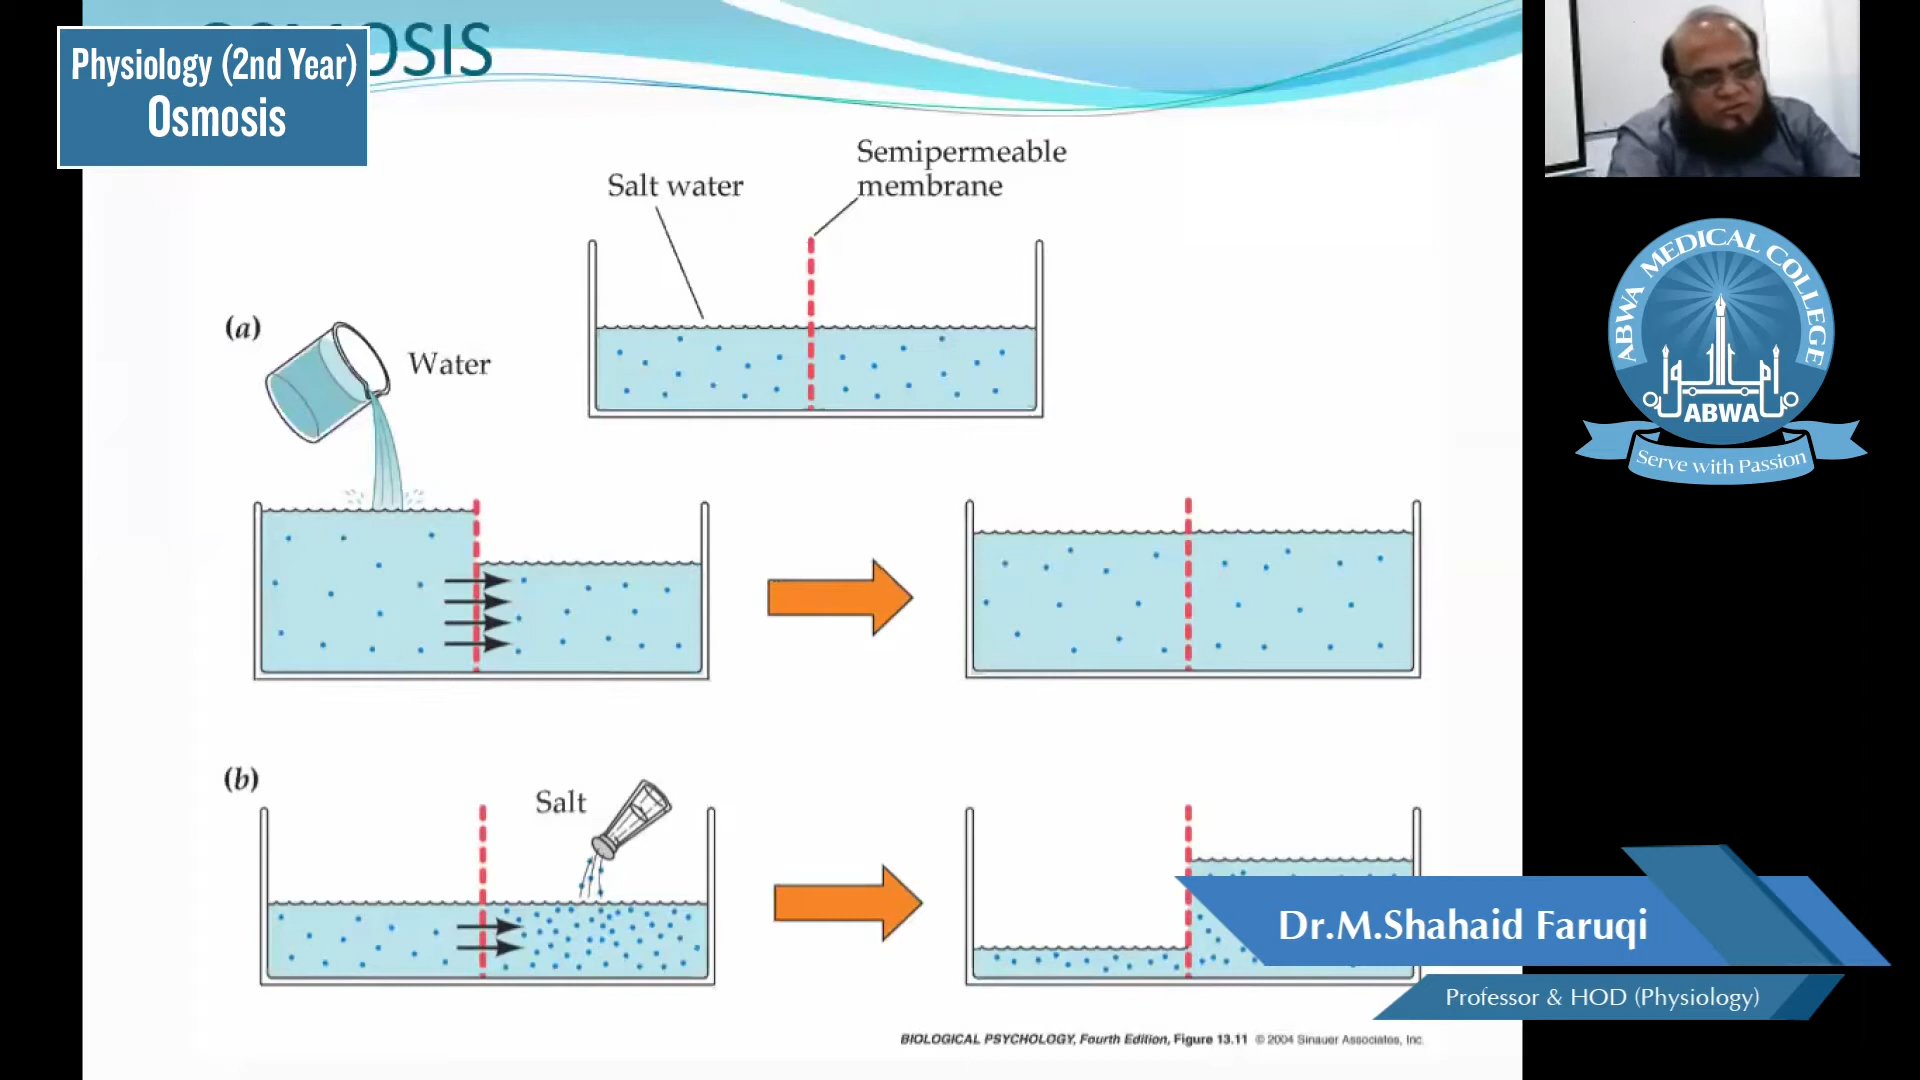 OSIS
Physiology (2nd Year)
Osmosis
Salt water
Semipermeable
membrane
(a)
Water
(b)
Salt
ABWA MEDICAL COLLEGE
ABWA
Serve with Passion
Dr.M.Shahaid Faruqi
Professor & HOD (Physiology)
BIOLOGICAL PSYCHOLOGY, Fourth Edition, Figure 13.11 © 2004 Sinauer Associates, Inc.